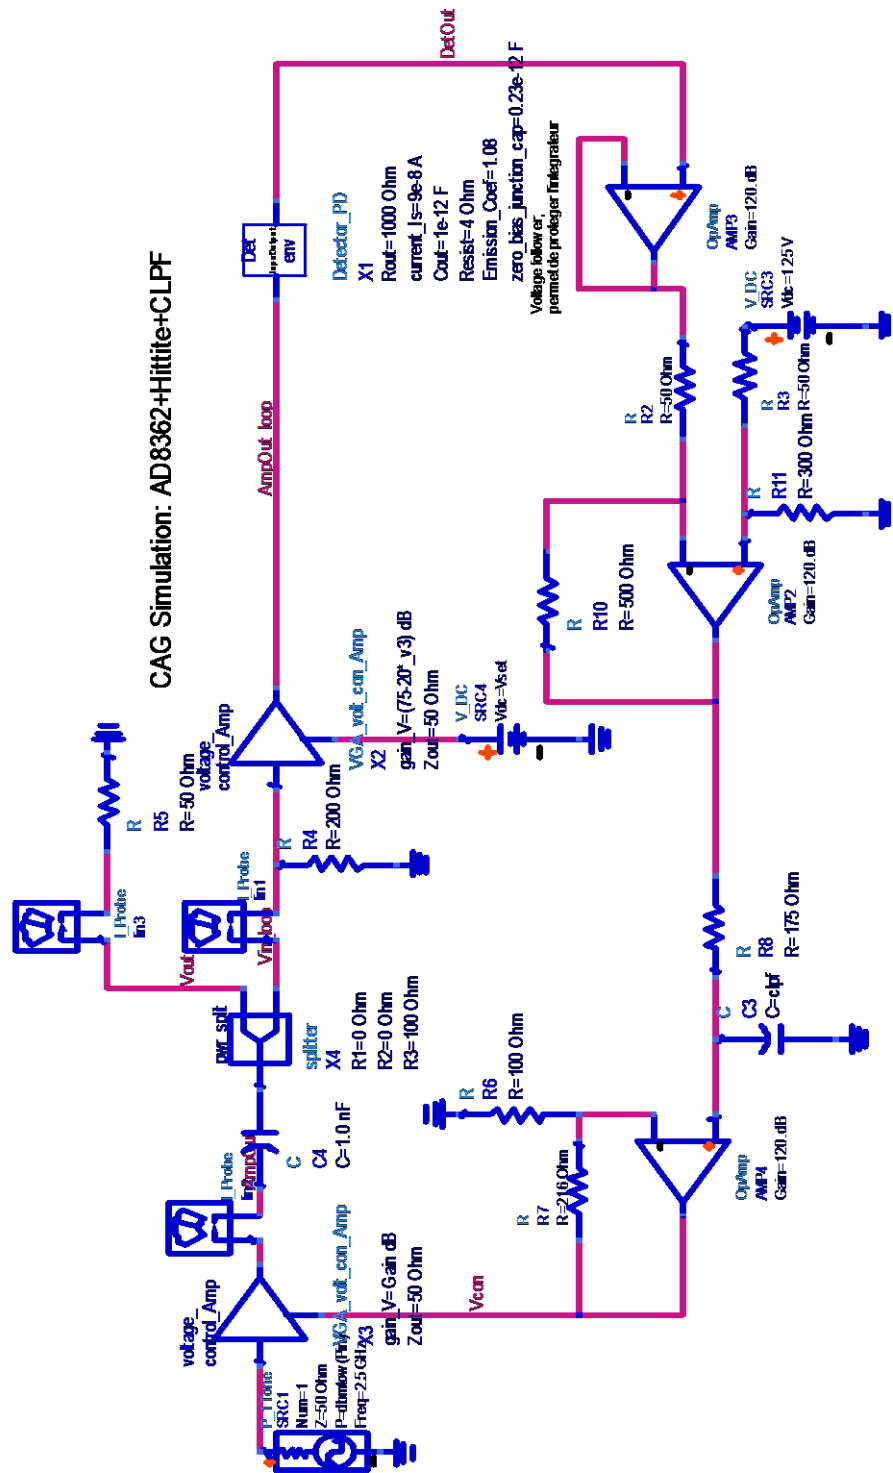 CAG Simulation: AD8362+Hittite+CLPF
R
R5
R=50 Ohm
I_Probe
Iin3
Vout
I_Probe
Iin1
Vin_loop
R
R4
R=200 Ohm
voltage_
control_Amp
VGA_volt_con_Amp
X2
gain_V=(75-20*_v3) dB
Zout=50 Ohm
V_DC
SRC4
Vdc=Vset
AmpOut_loop
Det
InputOutput
env
Detector_PD
X1
Rout=1000 Ohm
current_Is=9e-8 A
Cout=1e-12 F
Resist=4 Ohm
Emission_Coef=1.08
zero_bias_junction_cap=0.23e-12 F
DetOut
Voltage follower,
permet de proteger l'integrateur
pwr_split
splitter
X4
R1=0 Ohm
R2=0 Ohm
R3=100 Ohm
C
C4
C=1.0 nF
I_Probe
voltage_
control_Amp
VGA_volt_con_Amp
X3
gain_V=Gain dB
Zout=50 Ohm
P_1Tone
SRC1
Num=1
Z=50 Ohm
Freq=2.5 GHz
Vcon
R
R7
R=216 Ohm
R
R6
R=100 Ohm
OpAmp
AMP4
Gain=120. dB
C
C3
C=clpf
R
R8
R=175 Ohm
R
R10
R=500 Ohm
OpAmp
AMP2
Gain=120. dB
R
R11
R=300 Ohm
R
R2
R=50 Ohm
R
R3
R=50 Ohm
V_DC
SRC3
Vdc=1.25 V
OpAmp
AMP3
Gain=120. dB